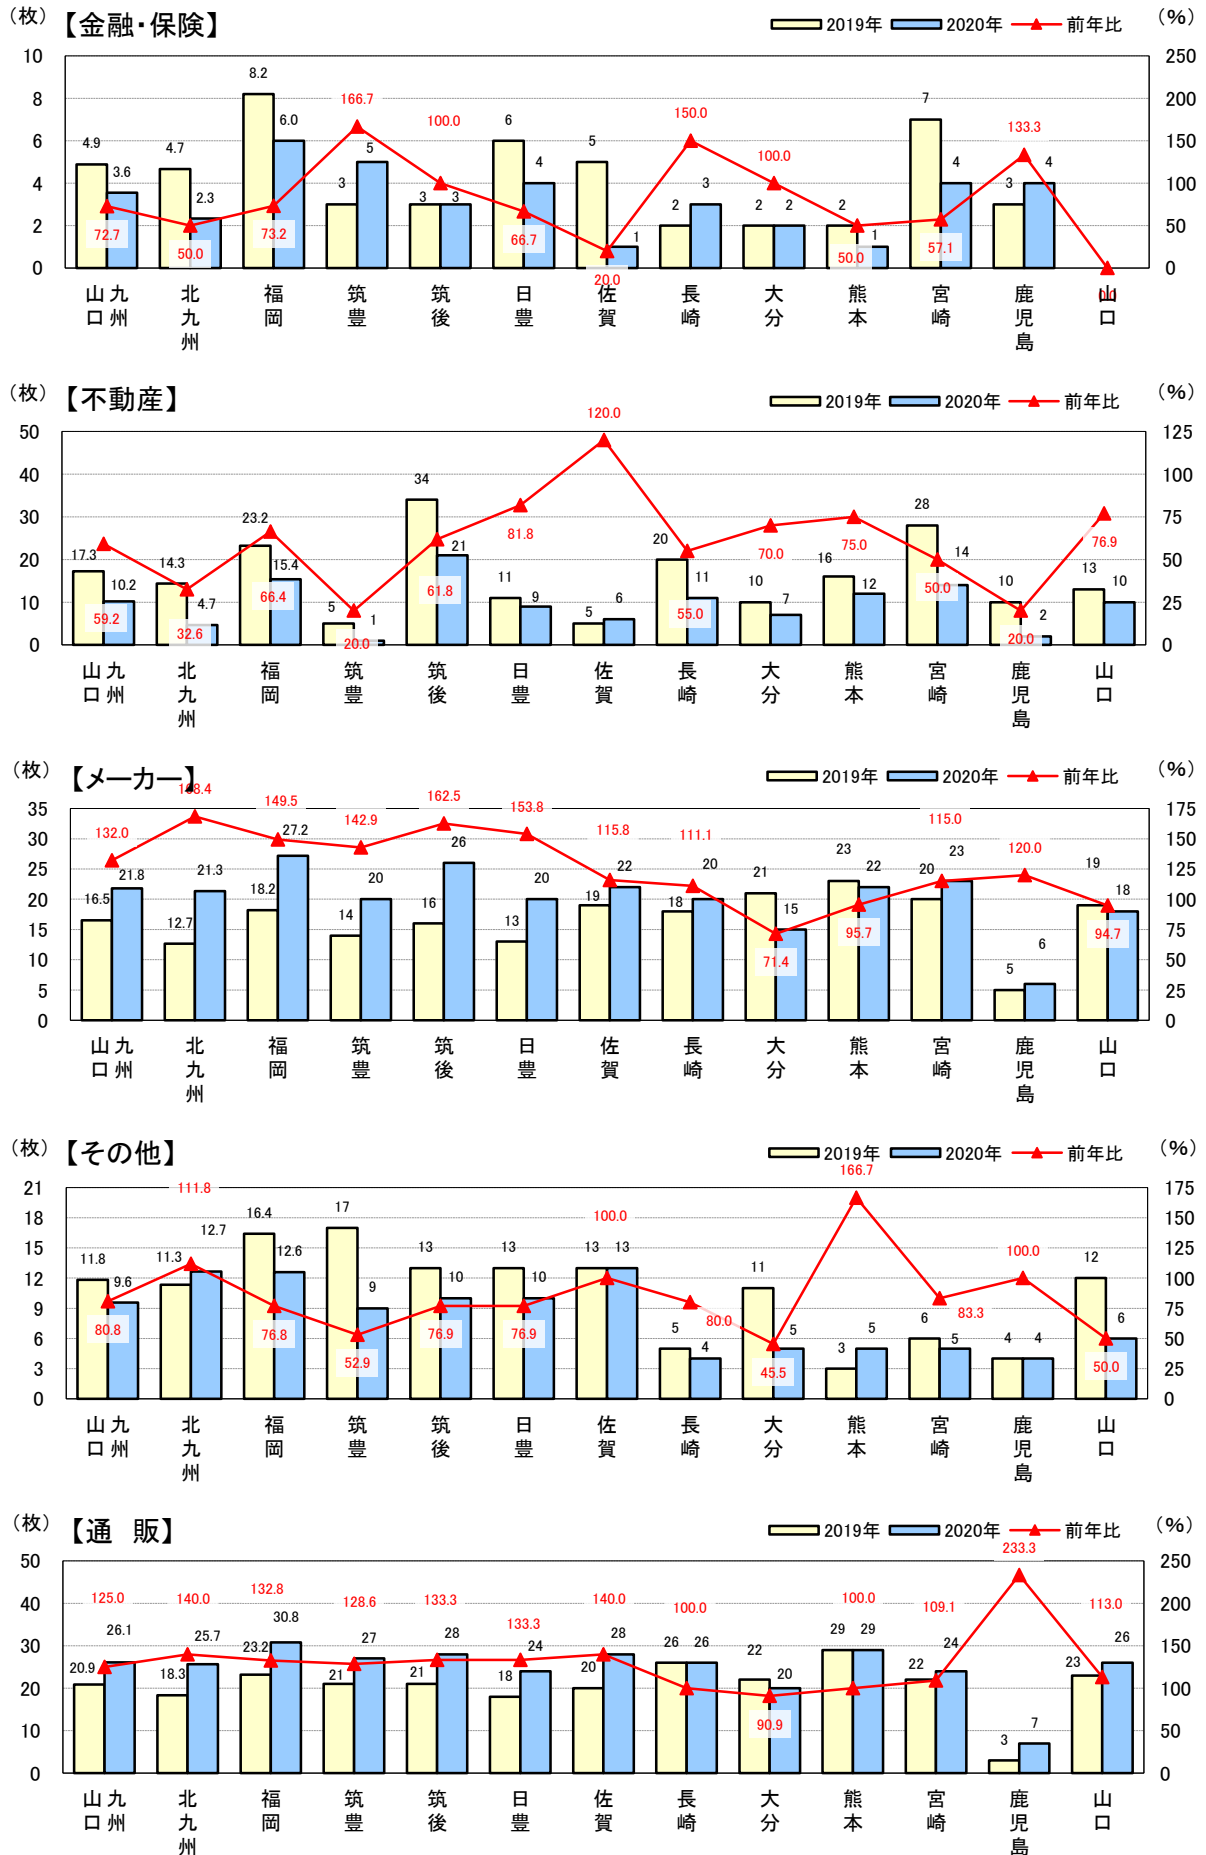 (枚) 【金融・保険】 2019年 2020年 前年比 (%)
10 250
8 200
6 150
4 100
2 50
0 0
4.9 4.7 8.2 3 3 6 5 2 2 2 7 3
3.6 2.3 6.0 5 3 4 1 3 2 1 4 4
72.7 50.0 73.2 166.7 100.0 66.7 20.0 150.0 100.0 50.0 57.1 133.3 0.0
九州山口 北九州 福岡 筑豊 筑後 日豊 佐賀 長崎 大分 熊本 宮崎 鹿児島 山口
(枚) 【不動産】 2019年 2020年 前年比 (%)
50 125
40 100
30 75
20 50
10 25
0 0
17.3 14.3 23.2 5 34 11 5 20 10 16 28 10 13
10.2 4.7 15.4 1 21 9 6 11 7 12 14 2 10
59.2 32.6 66.4 20.0 61.8 81.8 120.0 55.0 70.0 75.0 50.0 20.0 76.9
九州山口 北九州 福岡 筑豊 筑後 日豊 佐賀 長崎 大分 熊本 宮崎 鹿児島 山口
(枚) 【メーカー】 2019年 2020年 前年比 (%)
35 175
30 150
25 125
20 100
15 75
10 50
5 25
0 0
16.5 12.7 18.2 14 16 13 19 18 21 23 20 5 19
21.8 21.3 27.2 20 26 20 22 20 15 22 23 6 18
132.0 168.4 149.5 142.9 162.5 153.8 115.8 111.1 71.4 95.7 115.0 120.0 94.7
九州山口 北九州 福岡 筑豊 筑後 日豊 佐賀 長崎 大分 熊本 宮崎 鹿児島 山口
(枚) 【その他】 2019年 2020年 前年比 (%)
21 175
18 150
15 125
12 100
9 75
6 50
3 25
0 0
11.8 11.3 16.4 17 13 13 13 5 11 3 6 4 12
9.6 12.7 12.6 9 10 10 13 4 5 5 5 4 6
80.8 111.8 76.8 52.9 76.9 76.9 100.0 80.0 45.5 166.7 83.3 100.0 50.0
九州山口 北九州 福岡 筑豊 筑後 日豊 佐賀 長崎 大分 熊本 宮崎 鹿児島 山口
(枚) 【通 販】 2019年 2020年 前年比 (%)
50 250
40 200
30 150
20 100
10 50
0 0
20.9 18.3 23.2 21 21 18 20 26 22 29 22 3 23
26.1 25.7 30.8 27 28 24 28 26 20 29 24 7 26
125.0 140.0 132.8 128.6 133.3 133.3 140.0 100.0 90.9 100.0 109.1 233.3 113.0
九州山口 北九州 福岡 筑豊 筑後 日豊 佐賀 長崎 大分 熊本 宮崎 鹿児島 山口